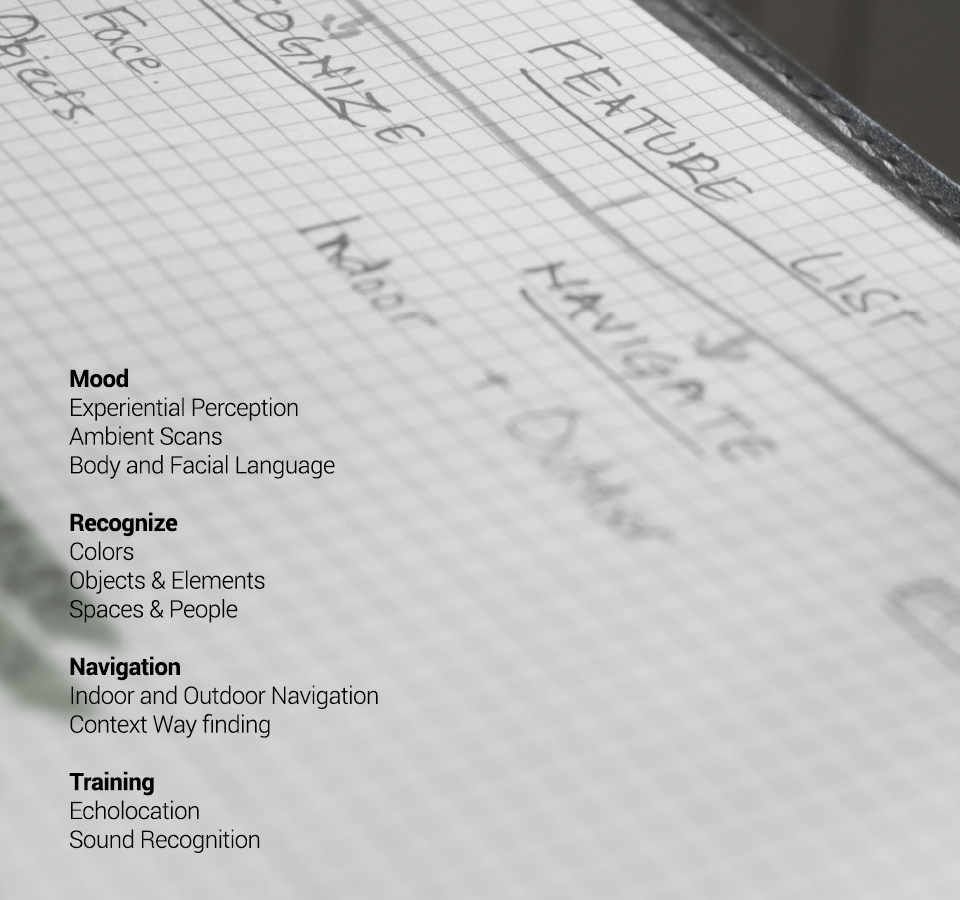 Objects
Face.
COGNIZE
FEATURE LIST
NAVIGATE
Indoor + Outdoor
Mood
Experiential Perception
Ambient Scans
Body and Facial Language
Recognize
Colors
Objects & Elements
Spaces & People
Navigation
Indoor and Outdoor Navigation
Context Way finding
Training
Echolocation
Sound Recognition